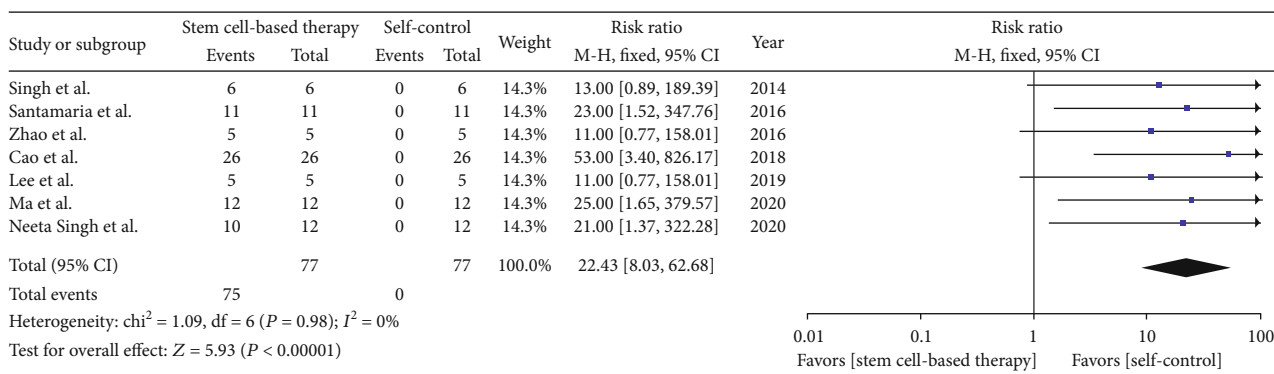 Study or subgroup Stem cell-based therapy Self-control Weight Risk ratio Year Risk ratio
Events Total Events Total M-H, fixed, 95% CI M-H, fixed, 95% CI
Singh et al. 6 6 0 6 14.3% 13.00 [0.89, 189.39] 2014
Santamaria et al. 11 11 0 11 14.3% 23.00 [1.52, 347.76] 2016
Zhao et al. 5 5 0 5 14.3% 11.00 [0.77, 158.01] 2016
Cao et al. 26 26 0 26 14.3% 53.00 [3.40, 826.17] 2018
Lee et al. 5 5 0 5 14.3% 11.00 [0.77, 158.01] 2019
Ma et al. 12 12 0 12 14.3% 25.00 [1.65, 379.57] 2020
Neeta Singh et al. 10 12 0 12 14.3% 21.00 [1.37, 322.28] 2020
Total (95% CI) 77 77 100.0% 22.43 [8.03, 62.68]
Total events 75 0
Heterogeneity: chi² = 1.09, df = 6 (P = 0.98); I² = 0%
Test for overall effect: Z = 5.93 (P < 0.00001)
0.01 0.1 1 10 100
Favors [stem cell-based therapy] Favors [self-control]